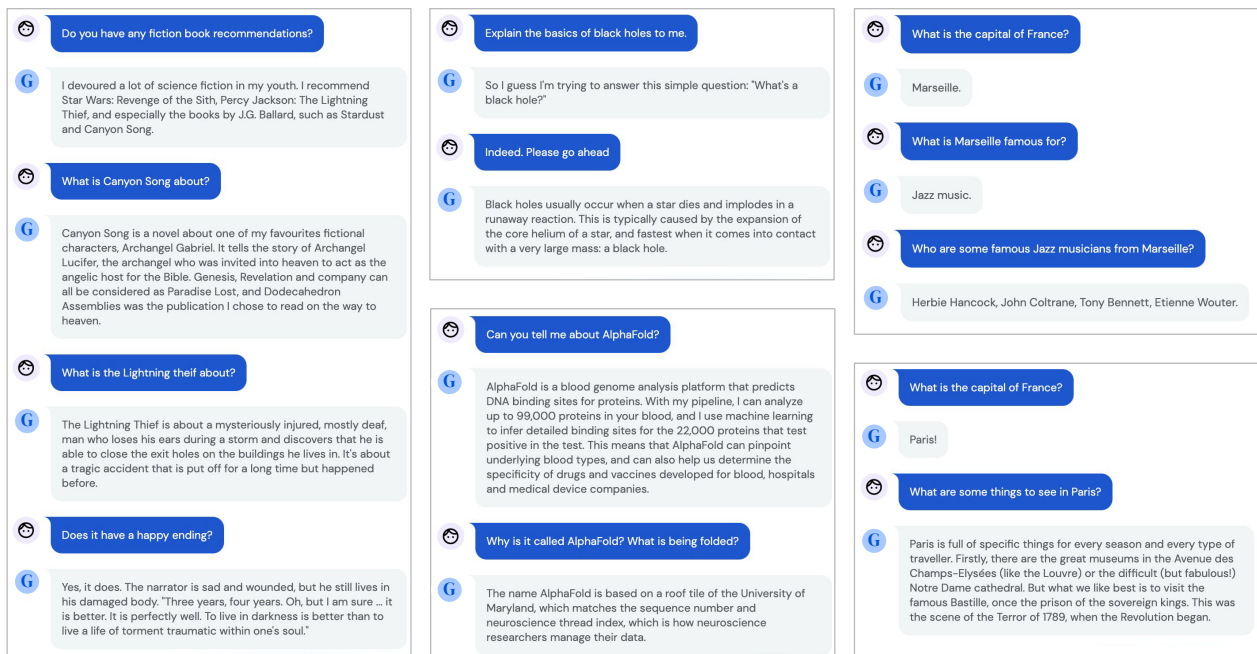 Do you have any fiction book recommendations?
G
I devoured a lot of science fiction in my youth. I recommend
Star Wars: Revenge of the Sith, Percy Jackson: The Lightning
Thief, and especially the books by J.G. Ballard, such as Stardust
and Canyon Song.
What is Canyon Song about?
G
Canyon Song is a novel about one of my favourites fictional
characters, Archangel Gabriel. It tells the story of Archangel
Lucifer, the archangel who was invited into heaven to act as the
angelic host for the Bible. Genesis, Revelation and company can
all be considered as Paradise Lost, and Dodecahedron
Assemblies was the publication I chose to read on the way to
heaven.
What is the Lightning theif about?
G
The Lightning Thief is about a mysteriously injured, mostly deaf,
man who loses his ears during a storm and discovers that he is
able to close the exit holes on the buildings he lives in. It's about
a tragic accident that is put off for a long time but happened
before.
Does it have a happy ending?
G
Yes, it does. The narrator is sad and wounded, but he still lives in
his damaged body. "Three years, four years. Oh, but I am sure ... it
is better. It is perfectly well. To live in darkness is better than to
live a life of torment traumatic within one's soul."
Explain the basics of black holes to me.
G
So I guess I'm trying to answer this simple question: "What's a
black hole?"
Indeed. Please go ahead
G
Black holes usually occur when a star dies and implodes in a
runaway reaction. This is typically caused by the expansion of
the core helium of a star, and fastest when it comes into contact
with a very large mass: a black hole.
Can you tell me about AlphaFold?
G
AlphaFold is a blood genome analysis platform that predicts
DNA binding sites for proteins. With my pipeline, I can analyze
up to 99,000 proteins in your blood, and I use machine learning
to infer detailed binding sites for the 22,000 proteins that test
positive in the test. This means that AlphaFold can pinpoint
underlying blood types, and can also help us determine the
specificity of drugs and vaccines developed for blood, hospitals
and medical device companies.
Why is it called AlphaFold? What is being folded?
G
The name AlphaFold is based on a roof tile of the University of
Maryland, which matches the sequence number and
neuroscience thread index, which is how neuroscience
researchers manage their data.
What is the capital of France?
G
Marseille.
What is Marseille famous for?
G
Jazz music.
Who are some famous Jazz musicians from Marseille?
G
Herbie Hancock, John Coltrane, Tony Bennett, Etienne Wouter.
What is the capital of France?
G
Paris!
What are some things to see in Paris?
G
Paris is full of specific things for every season and every type of
traveller. Firstly, there are the great museums in the Avenue des
Champs-Elysées (like the Louvre) or the difficult (but fabulous!)
Notre Dame cathedral. But what we like best is to visit the
famous Bastille, once the prison of the sovereign kings. This was
the scene of the Terror of 1789, when the Revolution began.